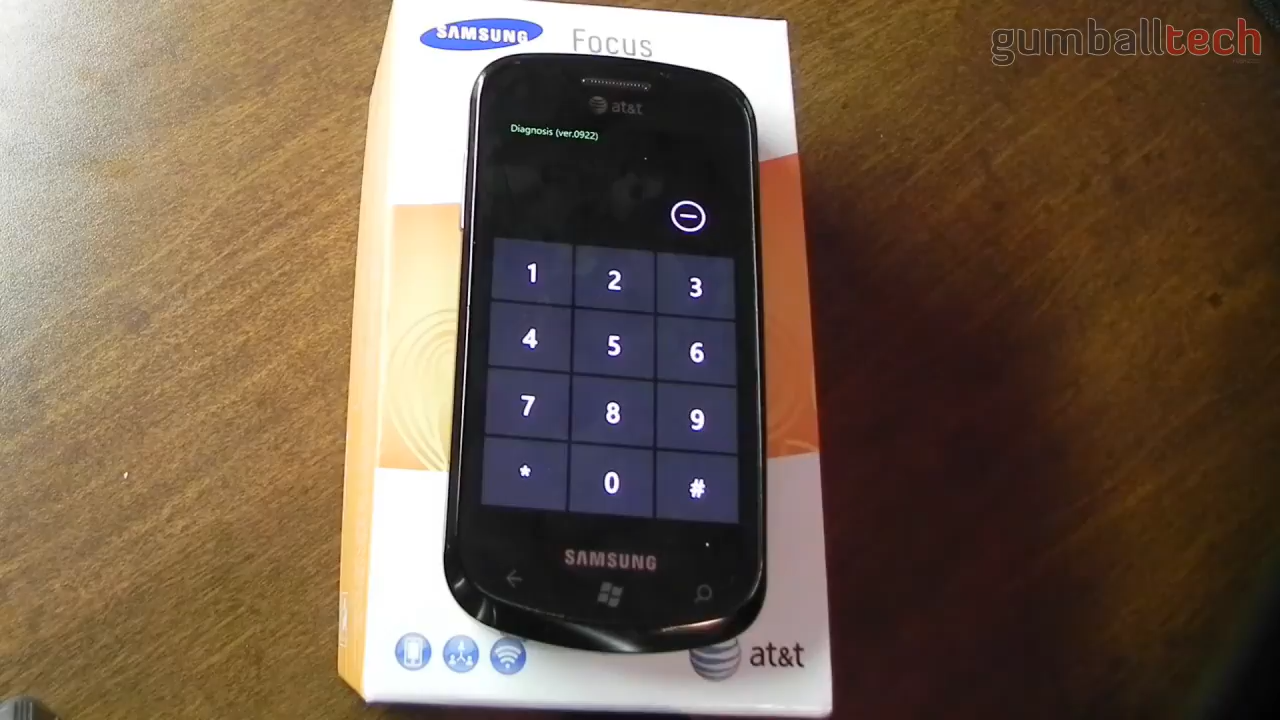 SAMSUNG
Focus
gumballtech
at&t
Diagnosis (ver.0922)
1 2 3
4 5 6
7 8 9
* 0 #
SAMSUNG
at&t